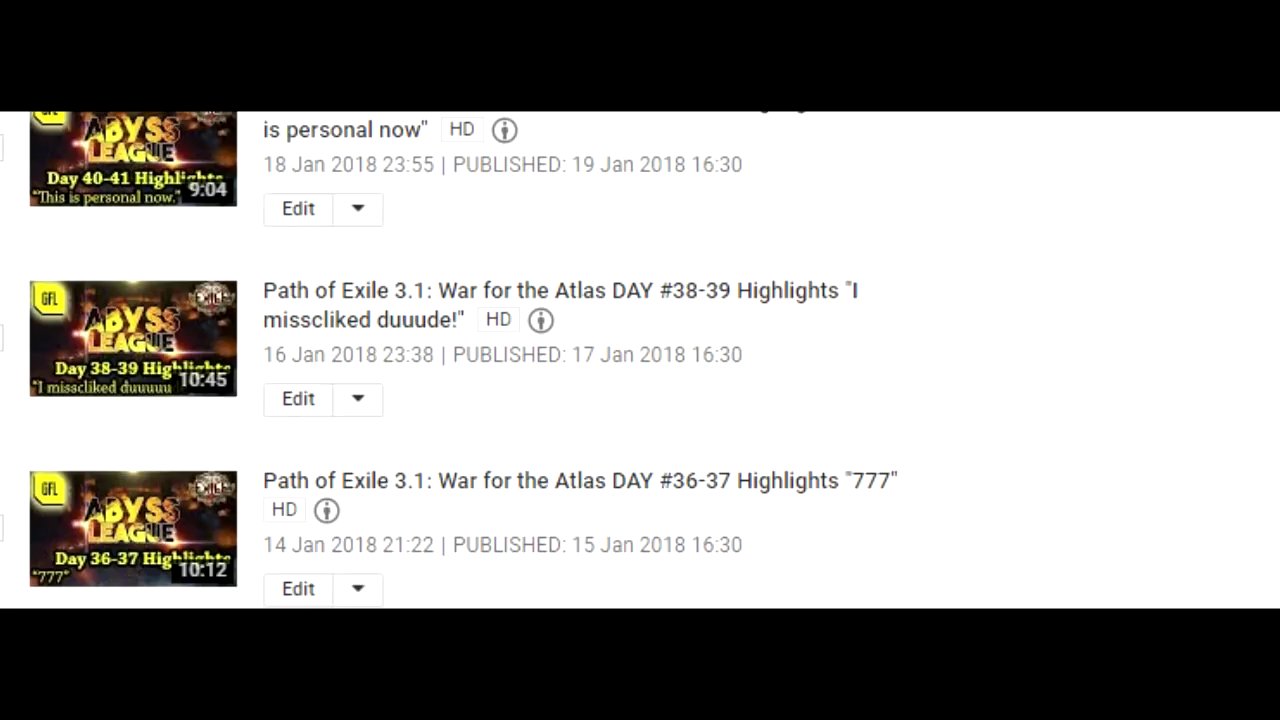 is personal now" HD
18 Jan 2018 23:55 | PUBLISHED: 19 Jan 2018 16:30
Edit
ABYSS
LEAGUE
Day 40-41 Highlights
"This is personal now."
9:04
Path of Exile 3.1: War for the Atlas DAY #38-39 Highlights "I
misscliked duuude!" HD
16 Jan 2018 23:38 | PUBLISHED: 17 Jan 2018 16:30
Edit
GFL
ABYSS
LEAGUE
Day 38-39 Highlights
"I misscliked duuuuu
10:45
Path of Exile 3.1: War for the Atlas DAY #36-37 Highlights "777"
HD
14 Jan 2018 21:22 | PUBLISHED: 15 Jan 2018 16:30
Edit
GFL
ABYSS
LEAGUE
Day 36-37 Highlights
"777"
10:12